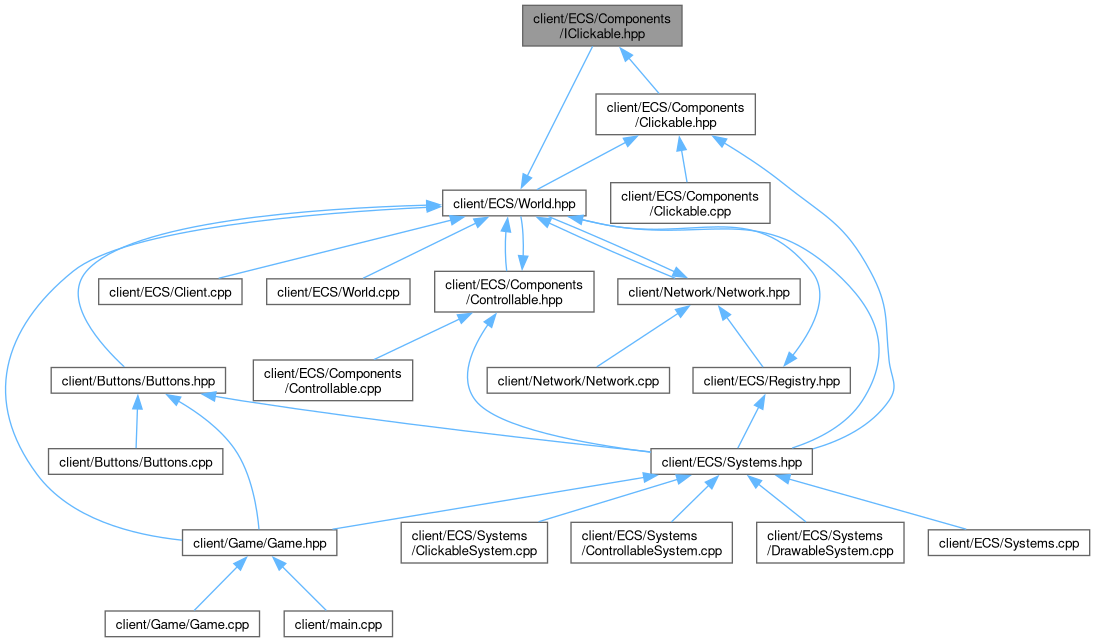 client/ECS/Components
/IClickable.hpp
client/ECS/Components
/Clickable.hpp
client/ECS/World.hpp
client/ECS/Components
/Clickable.cpp
client/ECS/Client.cpp
client/ECS/World.cpp
client/ECS/Components
/Controllable.hpp
client/Network/Network.hpp
client/Buttons/Buttons.hpp
client/ECS/Components
/Controllable.cpp
client/Network/Network.cpp
client/ECS/Registry.hpp
client/Buttons/Buttons.cpp
client/ECS/Systems.hpp
client/Game/Game.hpp
client/ECS/Systems
/ClickableSystem.cpp
client/ECS/Systems
/ControllableSystem.cpp
client/ECS/Systems
/DrawableSystem.cpp
client/ECS/Systems.cpp
client/Game/Game.cpp
client/main.cpp